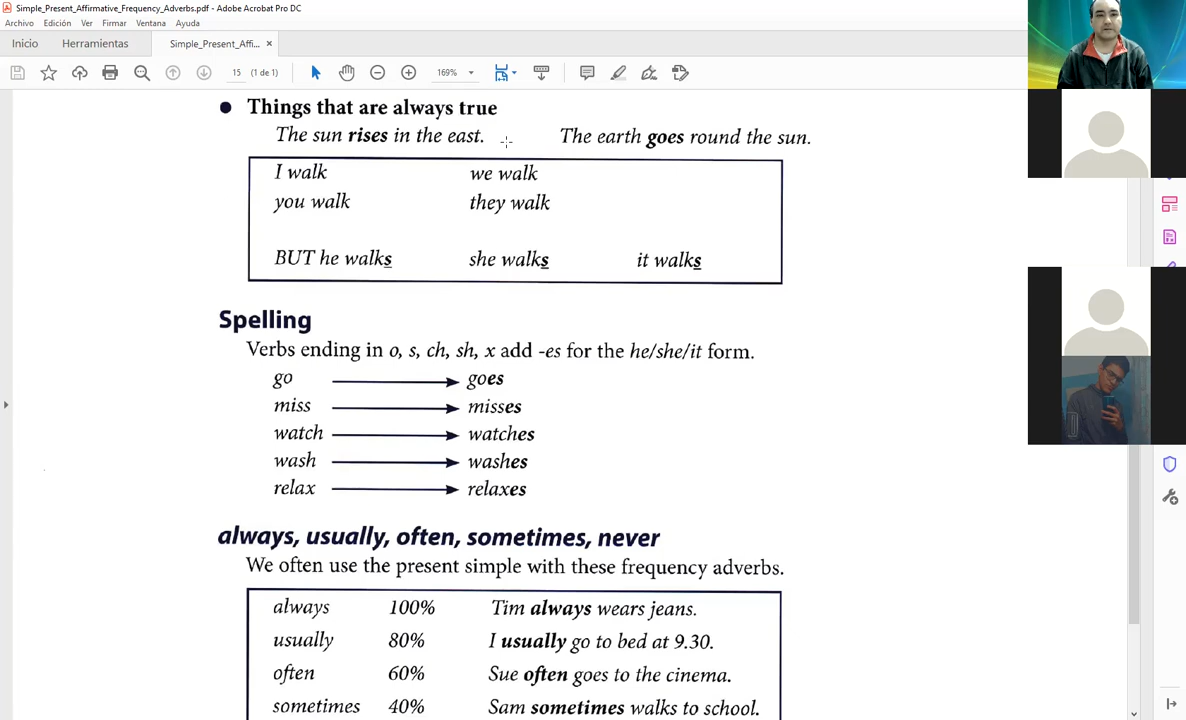 Simple_Present_Affirmative_Frequency_Adverbs.pdf - Adobe Acrobat Pro DC
Archivo Edición Ver Firmar Ventana Ayuda
Inicio Herramientas Simple_Present_Affi... ×
15 (1 de 1) 169%
Things that are always true
The sun rises in the east. The earth goes round the sun.
I walk we walk
you walk they walk
BUT he walks she walks it walks
Spelling
Verbs ending in o, s, ch, sh, x add -es for the he/she/it form.
go goes
miss misses
watch watches
wash washes
relax relaxes
always, usually, often, sometimes, never
We often use the present simple with these frequency adverbs.
always 100% Tim always wears jeans.
usually 80% I usually go to bed at 9.30.
often 60% Sue often goes to the cinema.
sometimes 40% Sam sometimes walks to school.